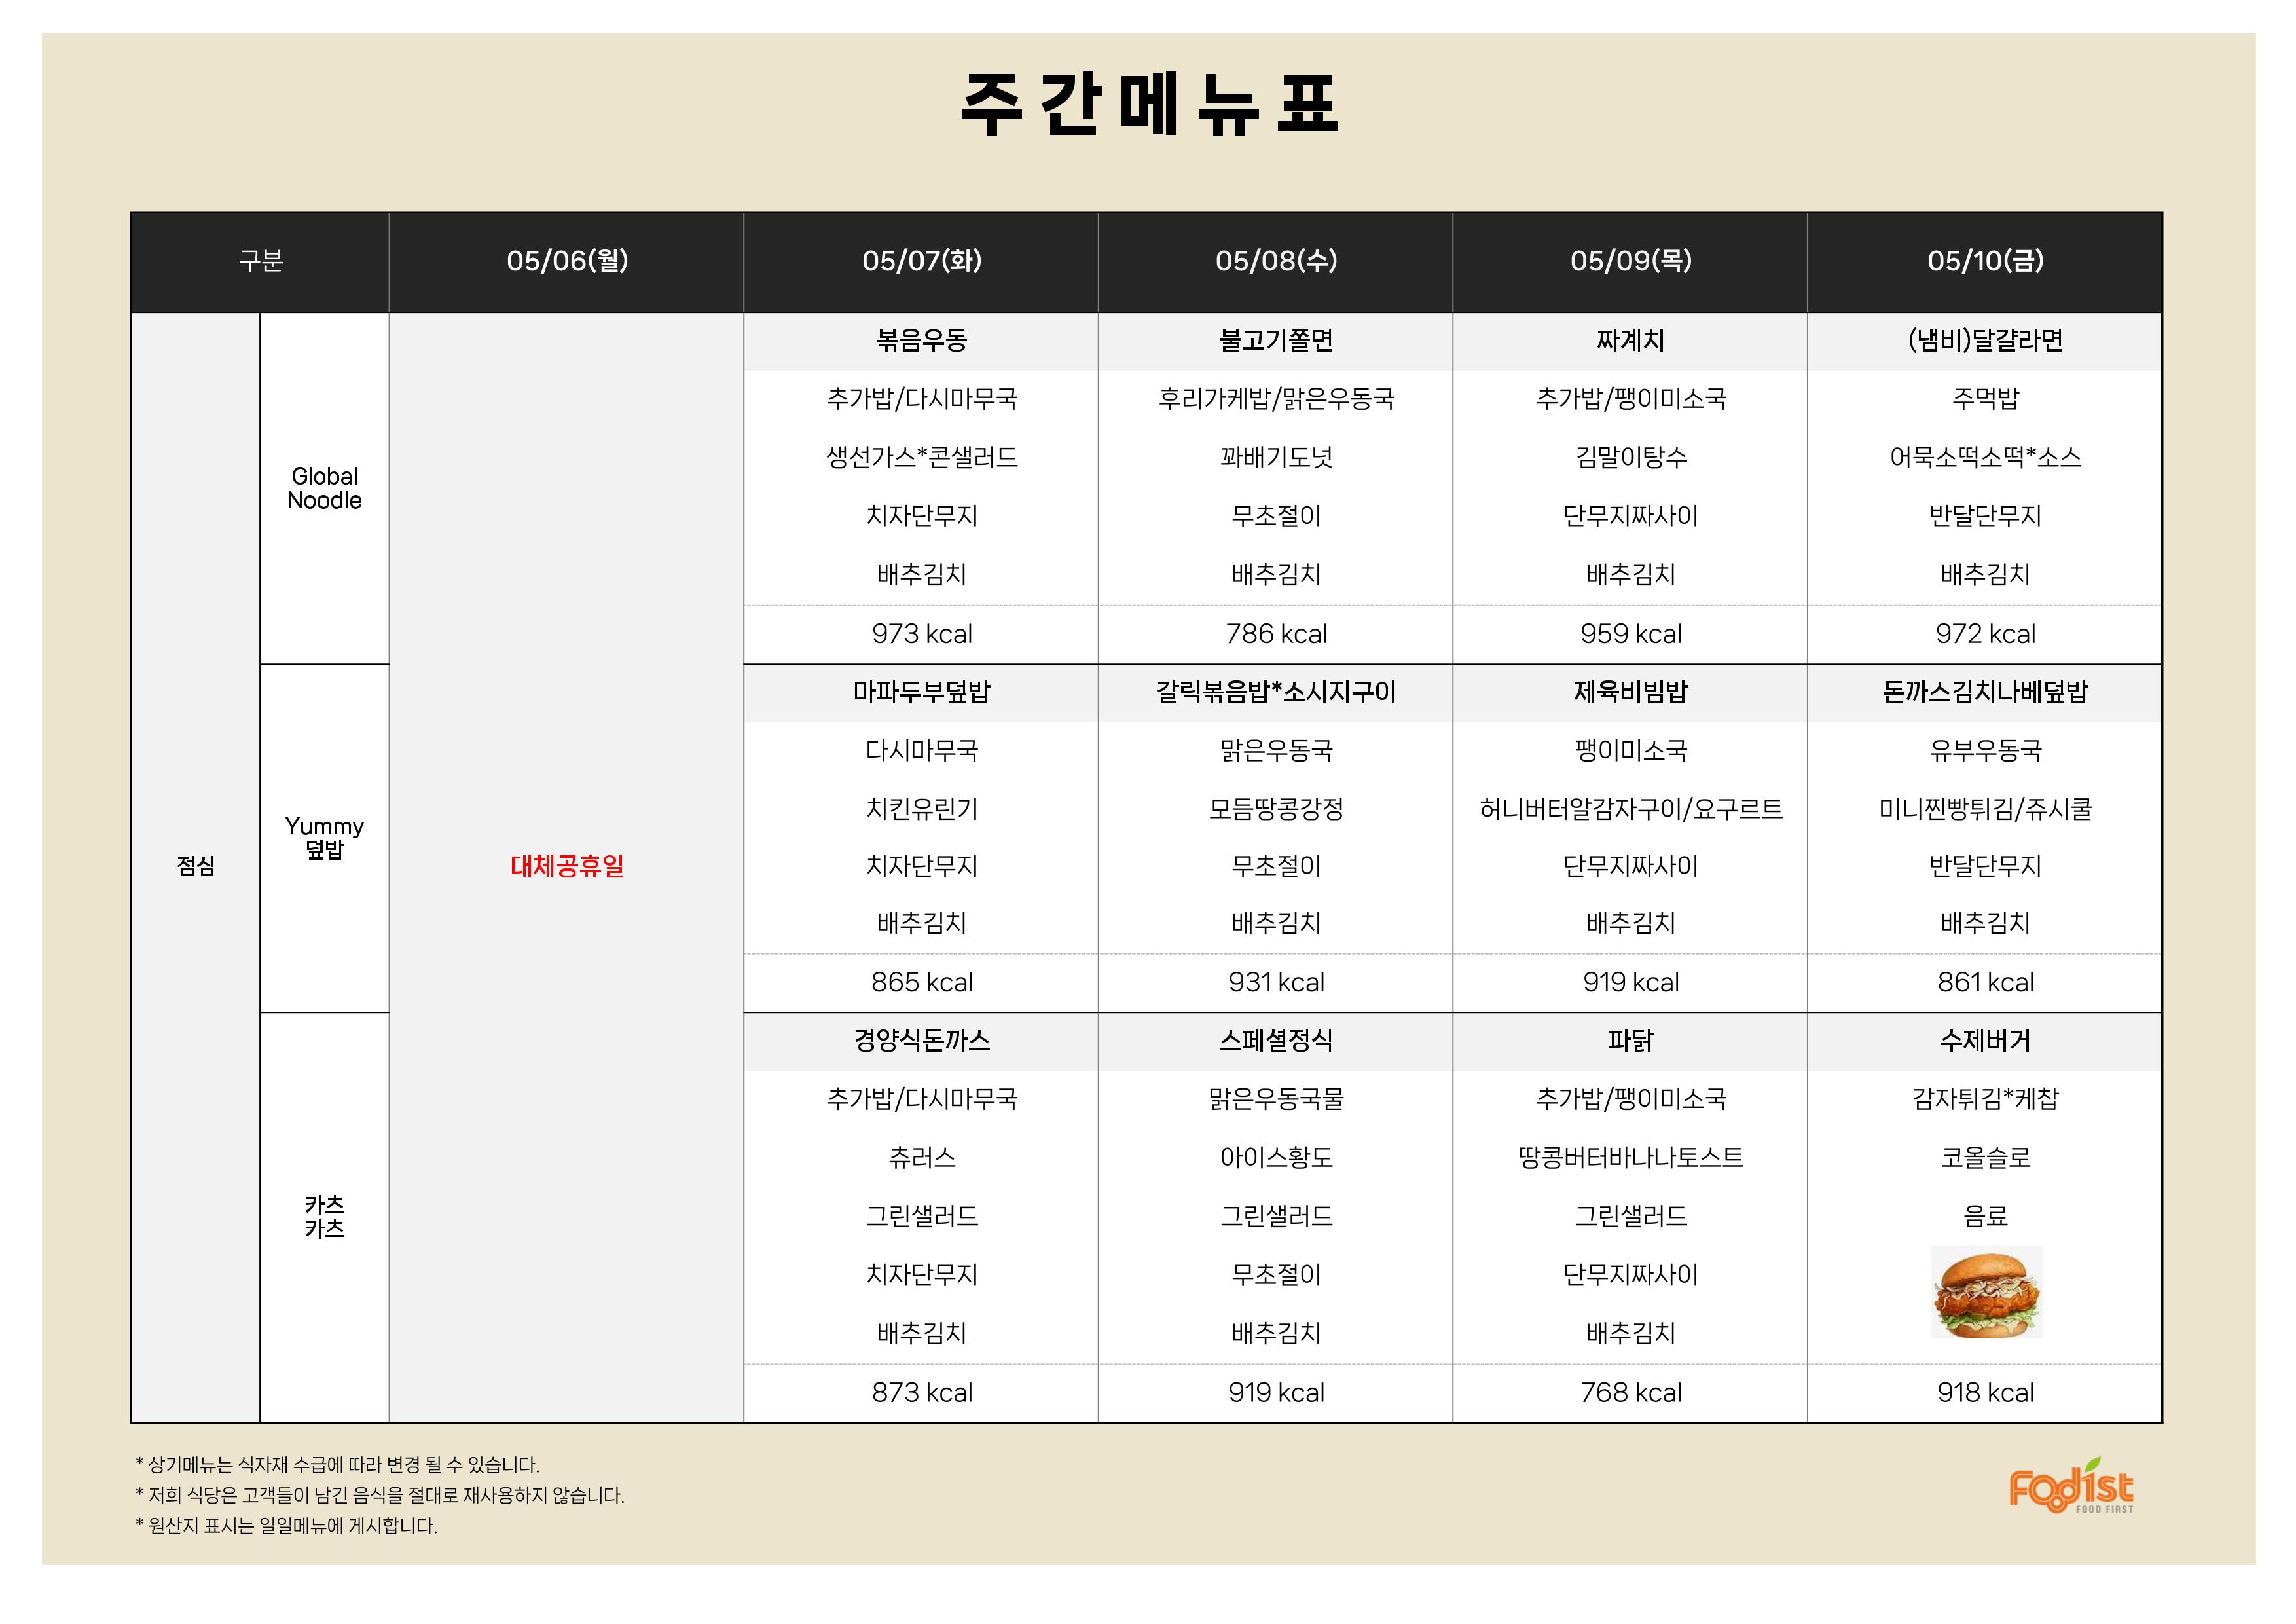 주간메뉴표
구분 05/06(월) 05/07(화) 05/08(수) 05/09(목) 05/10(금)
점심
대체공휴일
Global
Noodle
볶음우동 불고기쫄면 짜계치 (냄비)달걀라면
추가밥/다시마무국 후리가케밥/맑은우동국 추가밥/팽이미소국 주먹밥
생선가스*콘샐러드 꽈배기도넛 김말이탕수 어묵소떡소떡*소스
치자단무지 무초절이 단무지짜사이 반달단무지
배추김치 배추김치 배추김치 배추김치
973 kcal 786 kcal 959 kcal 972 kcal
Yummy
덮밥
마파두부덮밥 갈릭볶음밥*소시지구이 제육비빔밥 돈까스김치나베덮밥
다시마무국 맑은우동국 팽이미소국 유부우동국
치킨유린기 모듬땅콩강정 허니버터알감자구이/요구르트 미니찐빵튀김/쥬시쿨
치자단무지 무초절이 단무지짜사이 반달단무지
배추김치 배추김치 배추김치 배추김치
865 kcal 931 kcal 919 kcal 861 kcal
카츠
카츠
경양식돈까스 스페셜정식 파닭 수제버거
추가밥/다시마무국 맑은우동국물 추가밥/팽이미소국 감자튀김*케찹
츄러스 아이스황도 땅콩버터바나나토스트 코올슬로
그린샐러드 그린샐러드 그린샐러드 음료
치자단무지 무초절이 단무지짜사이
배추김치 배추김치 배추김치
873 kcal 919 kcal 768 kcal 918 kcal
* 상기메뉴는 식자재 수급에 따라 변경 될 수 있습니다.
* 저희 식당은 고객들이 남긴 음식을 절대로 재사용하지 않습니다.
* 원산지 표시는 일일메뉴에 게시합니다.
Fodist
FOOD FIRST